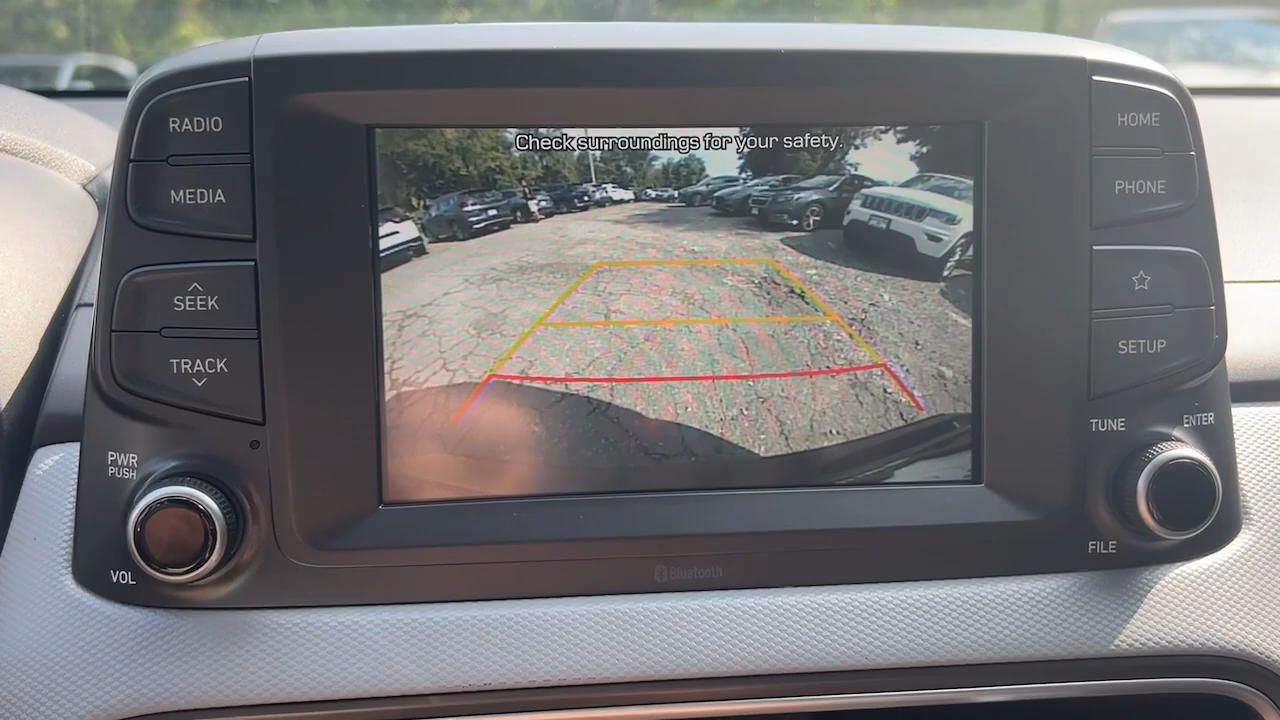 RADIO
MEDIA
SEEK
TRACK
PWR
PUSH
VOL
Check surroundings for your safety.
Bluetooth
HOME
PHONE
SETUP
TUNE
ENTER
FILE